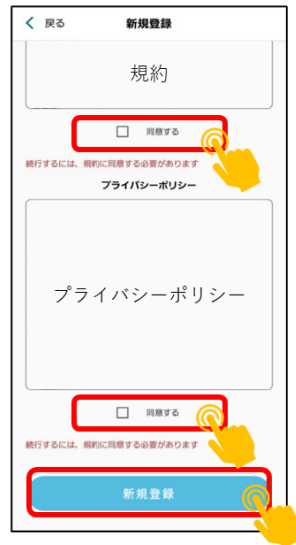 戻る 新規登録
規約
同意する
続行するには、規約に同意する必要があります
プライバシーポリシー
プライバシーポリシー
同意する
続行するには、規約に同意する必要があります
新規登録